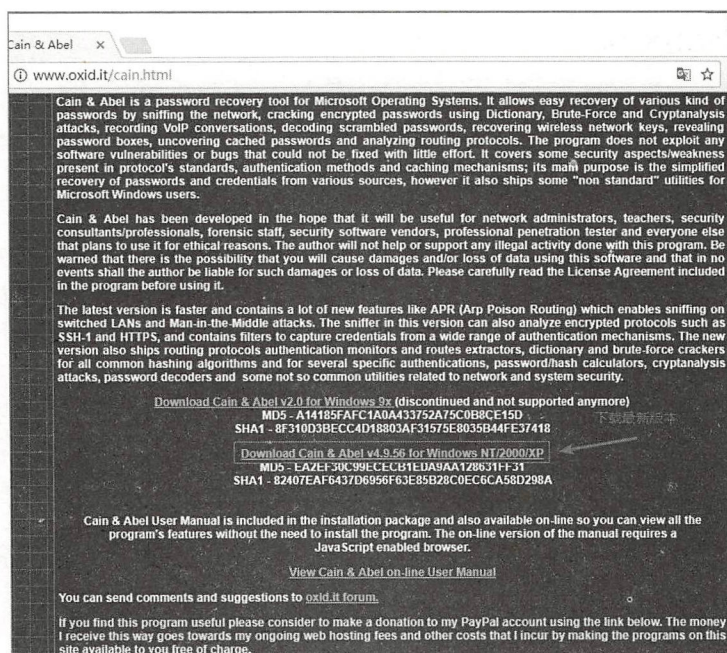 Cain & Abel ×
www.oxid.it/cain.html
Cain & Abel is a password recovery tool for Microsoft Operating Systems. It allows easy recovery of various kind of
passwords by sniffing the network, cracking encrypted passwords using Dictionary, Brute-Force and Cryptanalysis
attacks, recording VoIP conversations, decoding scrambled passwords, recovering wireless network keys, revealing
password boxes, uncovering cached passwords and analyzing routing protocols. The program does not exploit any
software vulnerabilities or bugs that could not be fixed with little effort. It covers some security aspects/weakness
present in protocol's standards, authentication methods and caching mechanisms; its main purpose is the simplified
recovery of passwords and credentials from various sources, however it also ships some "non standard" utilities for
Microsoft Windows users.
Cain & Abel has been developed in the hope that it will be useful for network administrators, teachers, security
consultants/professionals, forensic staff, security software vendors, professional penetration tester and everyone else
that plans to use it for ethical reasons. The author will not help or support any illegal activity done with this program. Be
warned that there is the possibility that you will cause damages and/or loss of data using this software and that in no
events shall the author be liable for such damages or loss of data. Please carefully read the License Agreement included
in the program before using it.
The latest version is faster and contains a lot of new features like APR (Arp Poison Routing) which enables sniffing on
switched LANs and Man-in-the-Middle attacks. The sniffer in this version can also analyze encrypted protocols such as
SSH-1 and HTTPS, and contains filters to capture credentials from a wide range of authentication mechanisms. The new
version also ships routing protocols authentication monitors and routes extractors, dictionary and brute-force crackers
for all common hashing algorithms and for several specific authentications, password/hash calculators, cryptanalysis
attacks, password decoders and some not so common utilities related to network and system security.
Download Cain & Abel v2.0 for Windows 9x (discontinued and not supported anymore)
MD5 - A14185FAFC1A0A433752A75C0B8CE15D
SHA1 - 8F310D3BECC4D18803AF31575E8035B44FE37418
下载最新版本
Download Cain & Abel v4.9.56 for Windows NT/2000/XP
MD5 - EA2EF30C99ECECB1EDA9AA128631FF31
SHA1 - 82407EAF6437D6956F63E85B28C0EC6CA58D298A
Cain & Abel User Manual is included in the installation package and also available on-line so you can view all the
program's features without the need to install the program. The on-line version of the manual requires a
JavaScript enabled browser.
View Cain & Abel on-line User Manual
You can send comments and suggestions to oxid.it forum.
If you find this program useful please consider to make a donation to my PayPal account using the link below. The money
I receive this way goes towards my ongoing web hosting fees and other costs that I incur by making the programs on this
site available to you free of charge.